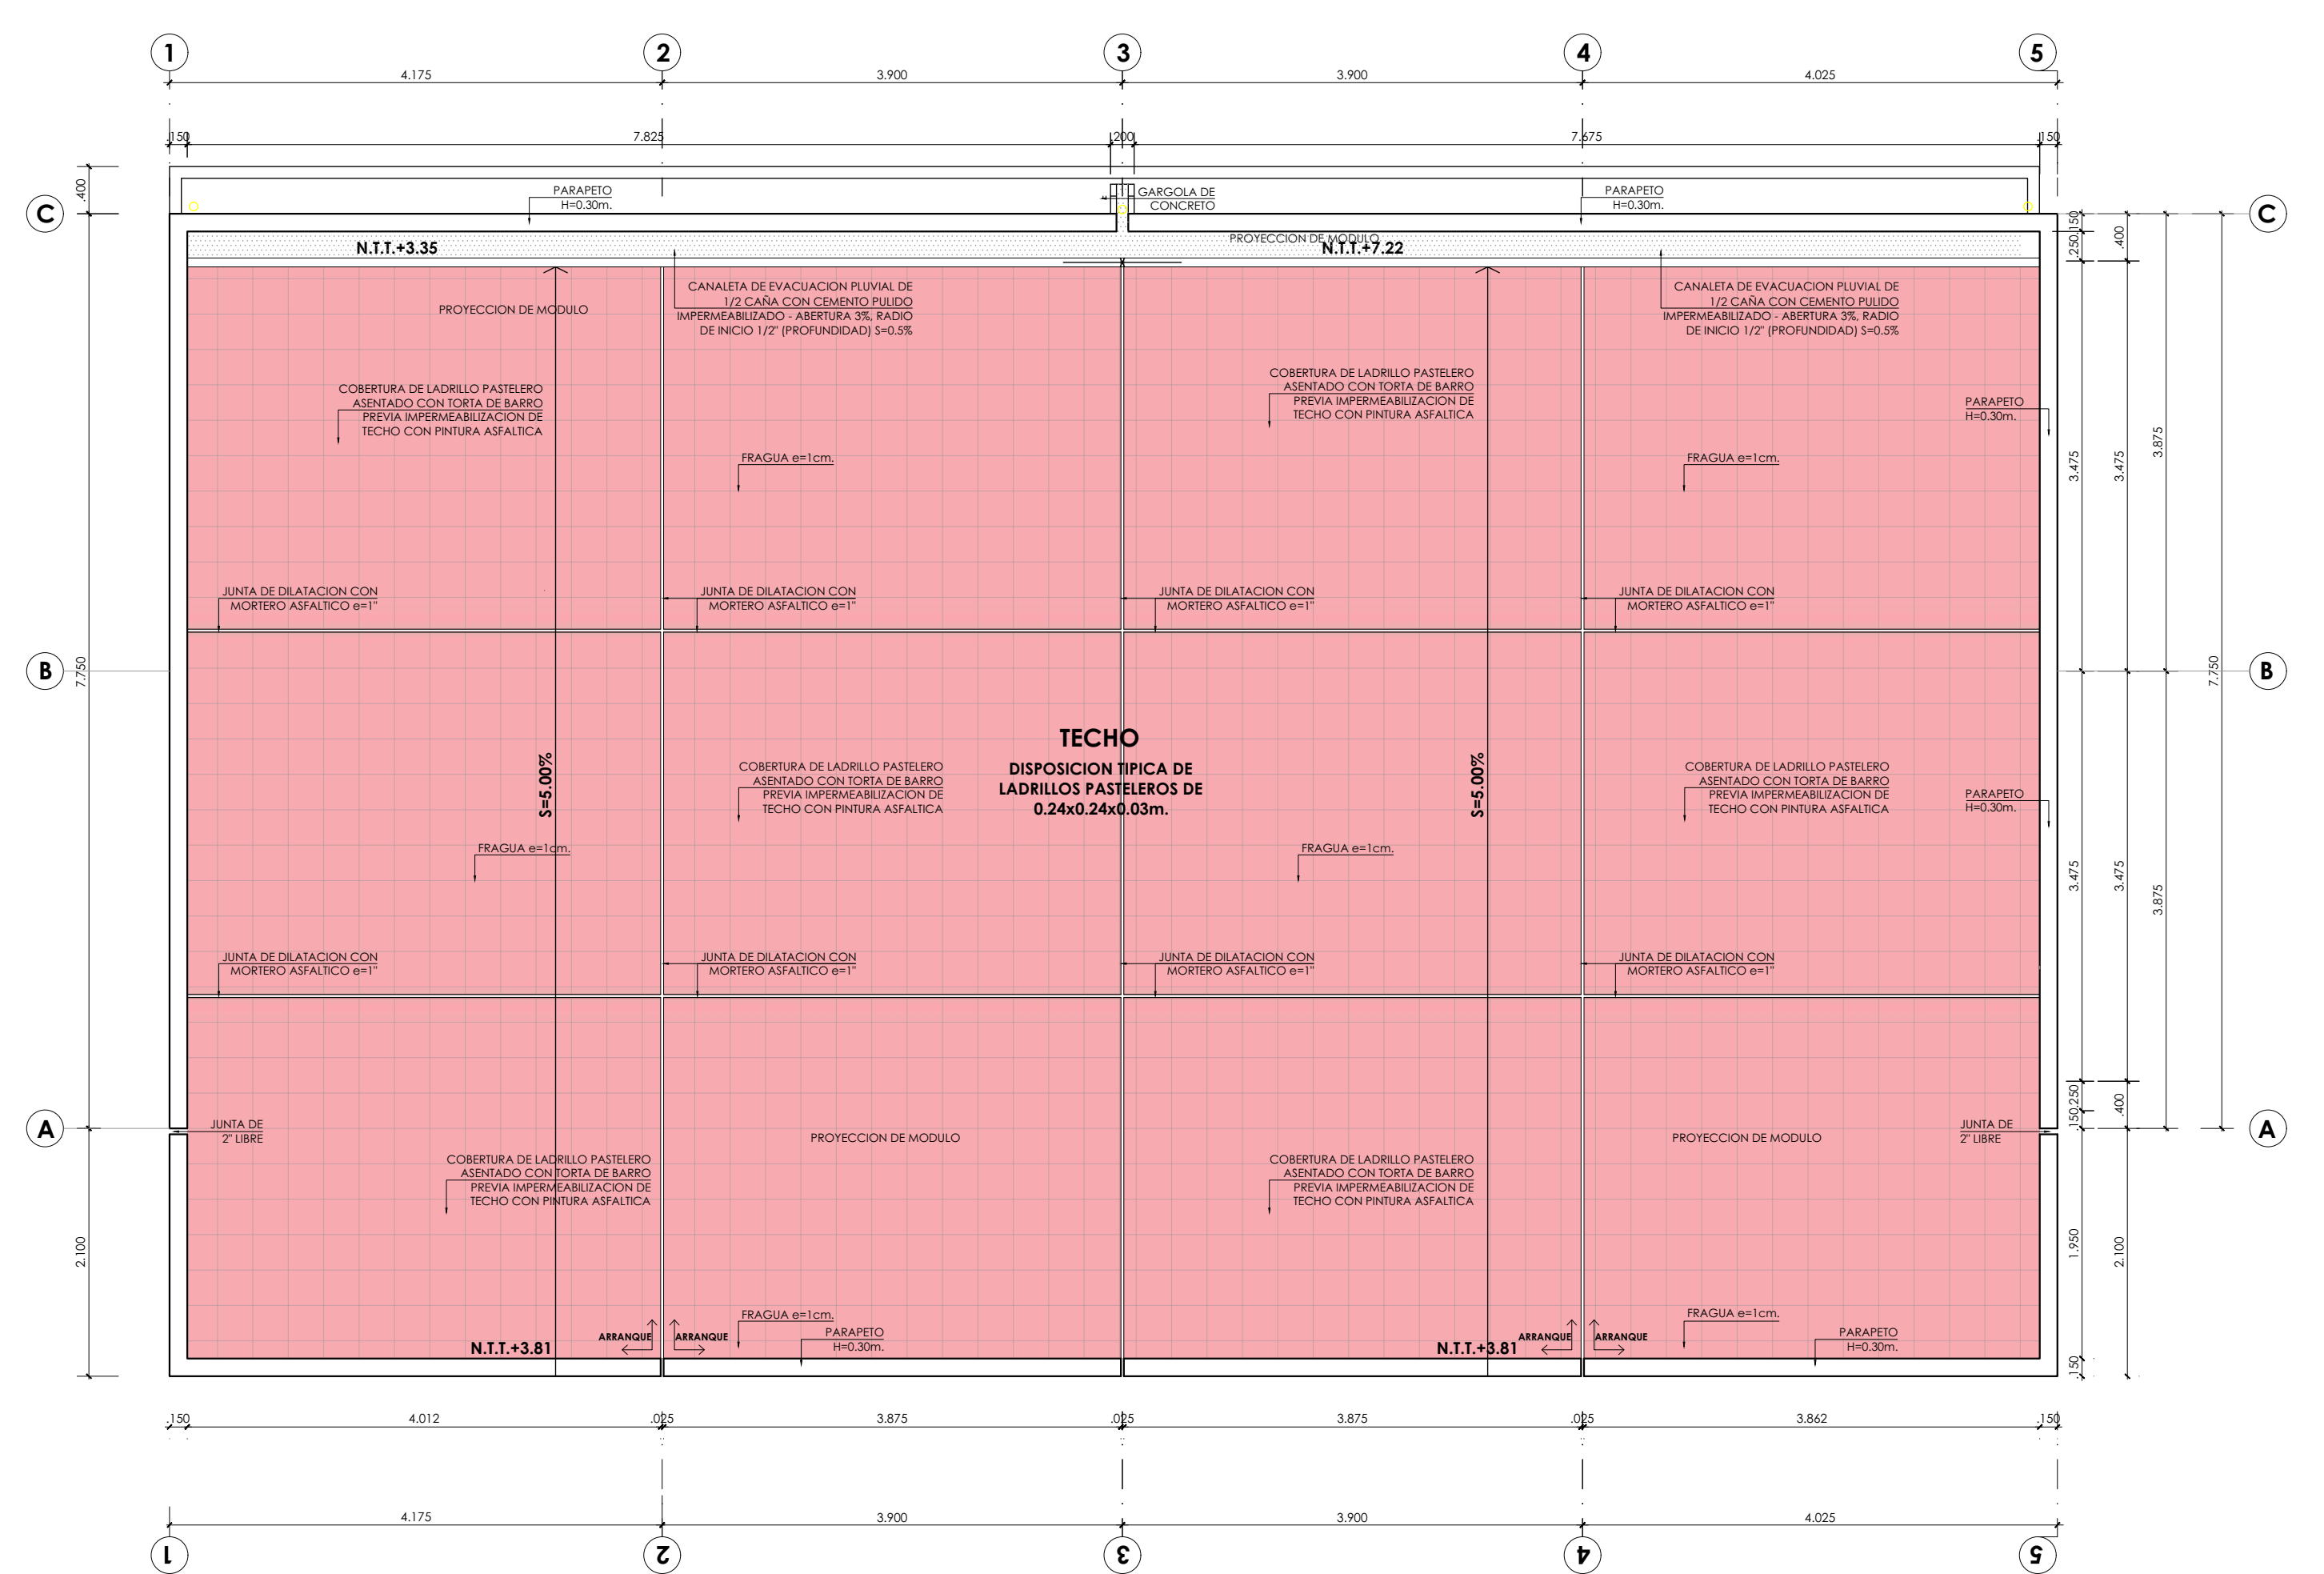 1 2 3 4 5
4.175 3.900 3.900 4.025
.150 7.825 .200 7.675 .150
.400
PARAPETO
H=0.30m.
GARGOLA DE
CONCRETO
PARAPETO
H=0.30m.
C C
.150
.250
.400
N.T.T.+3.35
PROYECCION DE MODULO
N.T.T.+7.22
PROYECCION DE MODULO
CANALETA DE EVACUACION PLUVIAL DE
1/2 CAÑA CON CEMENTO PULIDO
IMPERMEABILIZADO - ABERTURA 3%, RADIO
DE INICIO 1/2" (PROFUNDIDAD) S=0.5%
CANALETA DE EVACUACION PLUVIAL DE
1/2 CAÑA CON CEMENTO PULIDO
IMPERMEABILIZADO - ABERTURA 3%, RADIO
DE INICIO 1/2" (PROFUNDIDAD) S=0.5%
COBERTURA DE LADRILLO PASTELERO
ASENTADO CON TORTA DE BARRO
PREVIA IMPERMEABILIZACION DE
TECHO CON PINTURA ASFALTICA
COBERTURA DE LADRILLO PASTELERO
ASENTADO CON TORTA DE BARRO
PREVIA IMPERMEABILIZACION DE
TECHO CON PINTURA ASFALTICA
PARAPETO
H=0.30m.
FRAGUA e=1cm.
FRAGUA e=1cm.
3.475 3.475 3.875
JUNTA DE DILATACION CON
MORTERO ASFALTICO e=1"
JUNTA DE DILATACION CON
MORTERO ASFALTICO e=1"
JUNTA DE DILATACION CON
MORTERO ASFALTICO e=1"
JUNTA DE DILATACION CON
MORTERO ASFALTICO e=1"
B B
7.750 7.750
TECHO
DISPOSICION TIPICA DE
LADRILLOS PASTELEROS DE
0.24x0.24x0.03m.
S=5.00%
S=5.00%
COBERTURA DE LADRILLO PASTELERO
ASENTADO CON TORTA DE BARRO
PREVIA IMPERMEABILIZACION DE
TECHO CON PINTURA ASFALTICA
COBERTURA DE LADRILLO PASTELERO
ASENTADO CON TORTA DE BARRO
PREVIA IMPERMEABILIZACION DE
TECHO CON PINTURA ASFALTICA
PARAPETO
H=0.30m.
FRAGUA e=1cm.
FRAGUA e=1cm.
3.475 3.475 3.875
JUNTA DE DILATACION CON
MORTERO ASFALTICO e=1"
JUNTA DE DILATACION CON
MORTERO ASFALTICO e=1"
JUNTA DE DILATACION CON
MORTERO ASFALTICO e=1"
JUNTA DE DILATACION CON
MORTERO ASFALTICO e=1"
.250
.150
.400
A A
JUNTA DE
2" LIBRE
PROYECCION DE MODULO
PROYECCION DE MODULO
JUNTA DE
2" LIBRE
COBERTURA DE LADRILLO PASTELERO
ASENTADO CON TORTA DE BARRO
PREVIA IMPERMEABILIZACION DE
TECHO CON PINTURA ASFALTICA
COBERTURA DE LADRILLO PASTELERO
ASENTADO CON TORTA DE BARRO
PREVIA IMPERMEABILIZACION DE
TECHO CON PINTURA ASFALTICA
2.100 1.950 2.100
FRAGUA e=1cm.
FRAGUA e=1cm.
PARAPETO
H=0.30m.
PARAPETO
H=0.30m.
ARRANQUE ARRANQUE
ARRANQUE ARRANQUE
N.T.T.+3.81
N.T.T.+3.81
.150
.150 4.012 .025 3.875 .025 3.875 .025 3.862 .150
4.175 3.900 3.900 4.025
1 2 3 4 5